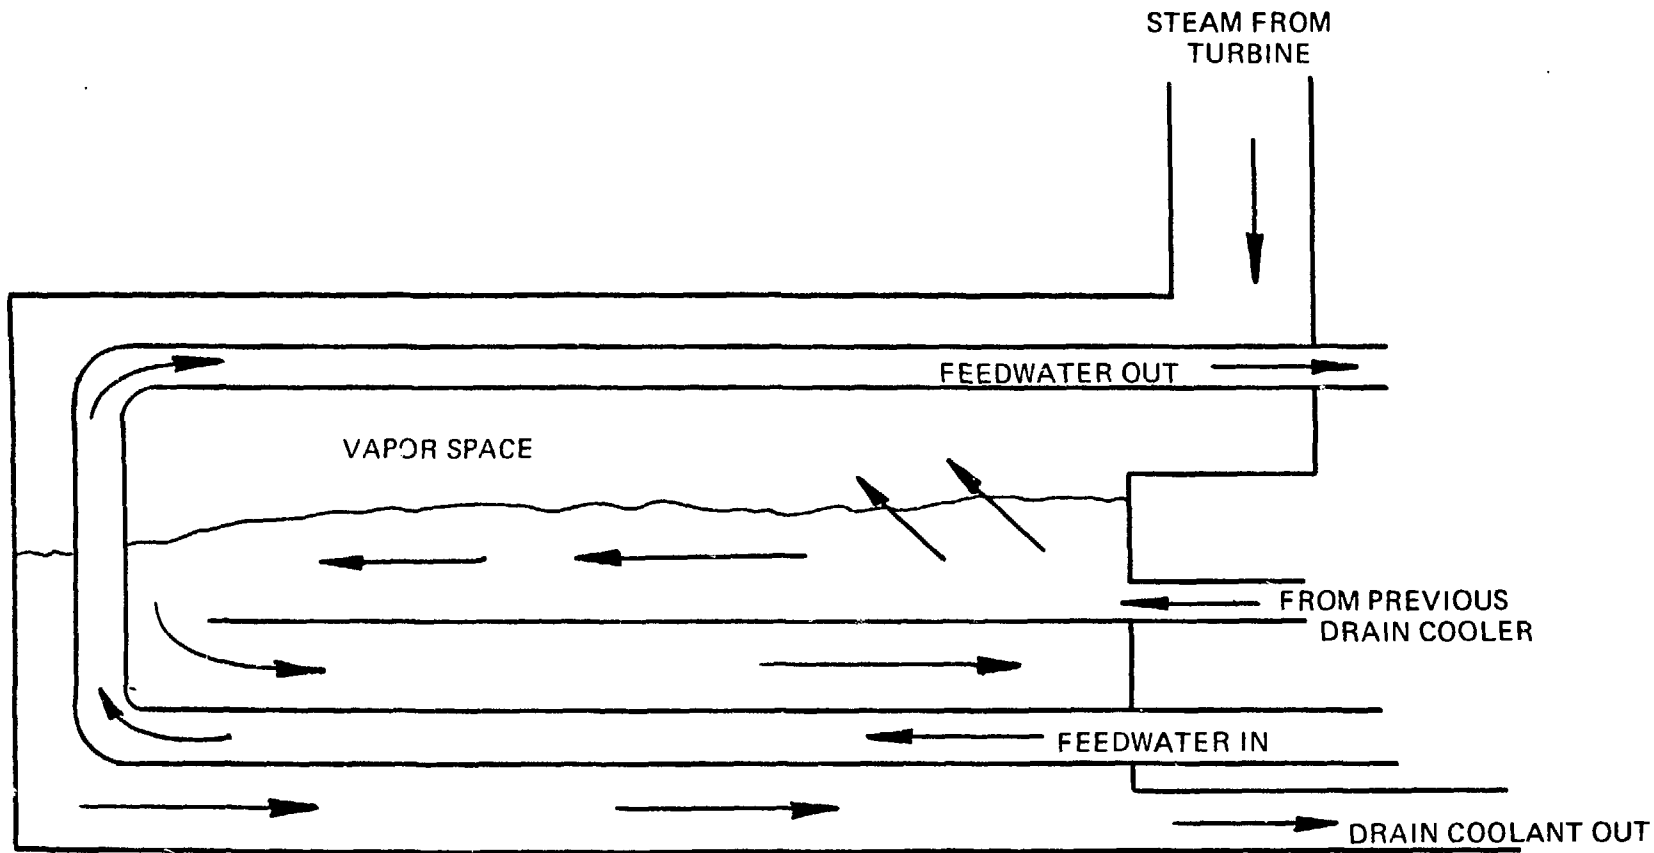 STEAM FROM
TURBINE
FEEDWATER OUT
VAPOR SPACE
FROM PREVIOUS
DRAIN COOLER
FEEDWATER IN
DRAIN COOLANT OUT